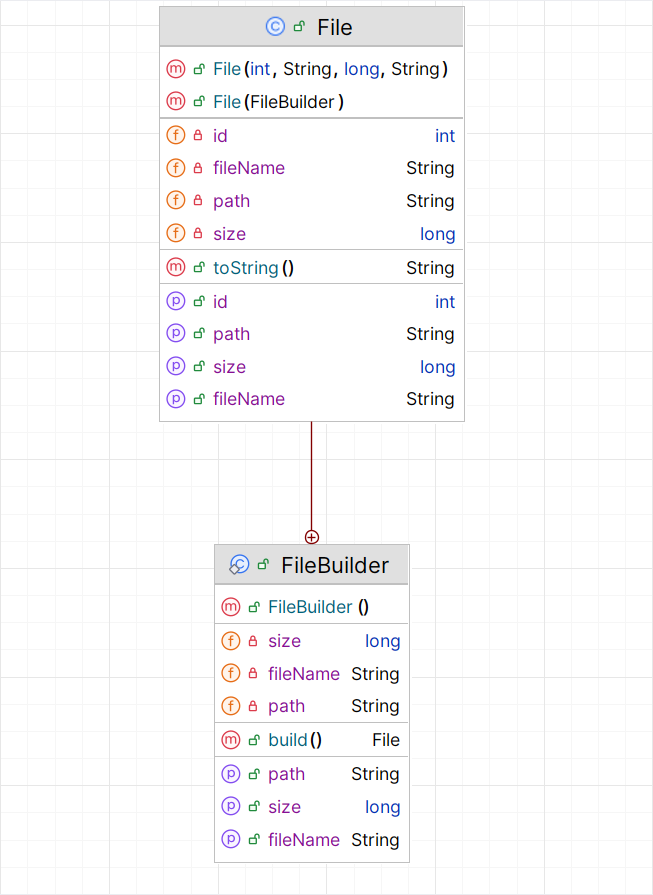 File
File(int, String, long, String)
File(FileBuilder)
id int
fileName String
path String
size long
toString() String
id int
path String
size long
fileName String
FileBuilder
FileBuilder()
size long
fileName String
path String
build() File
path String
size long
fileName String